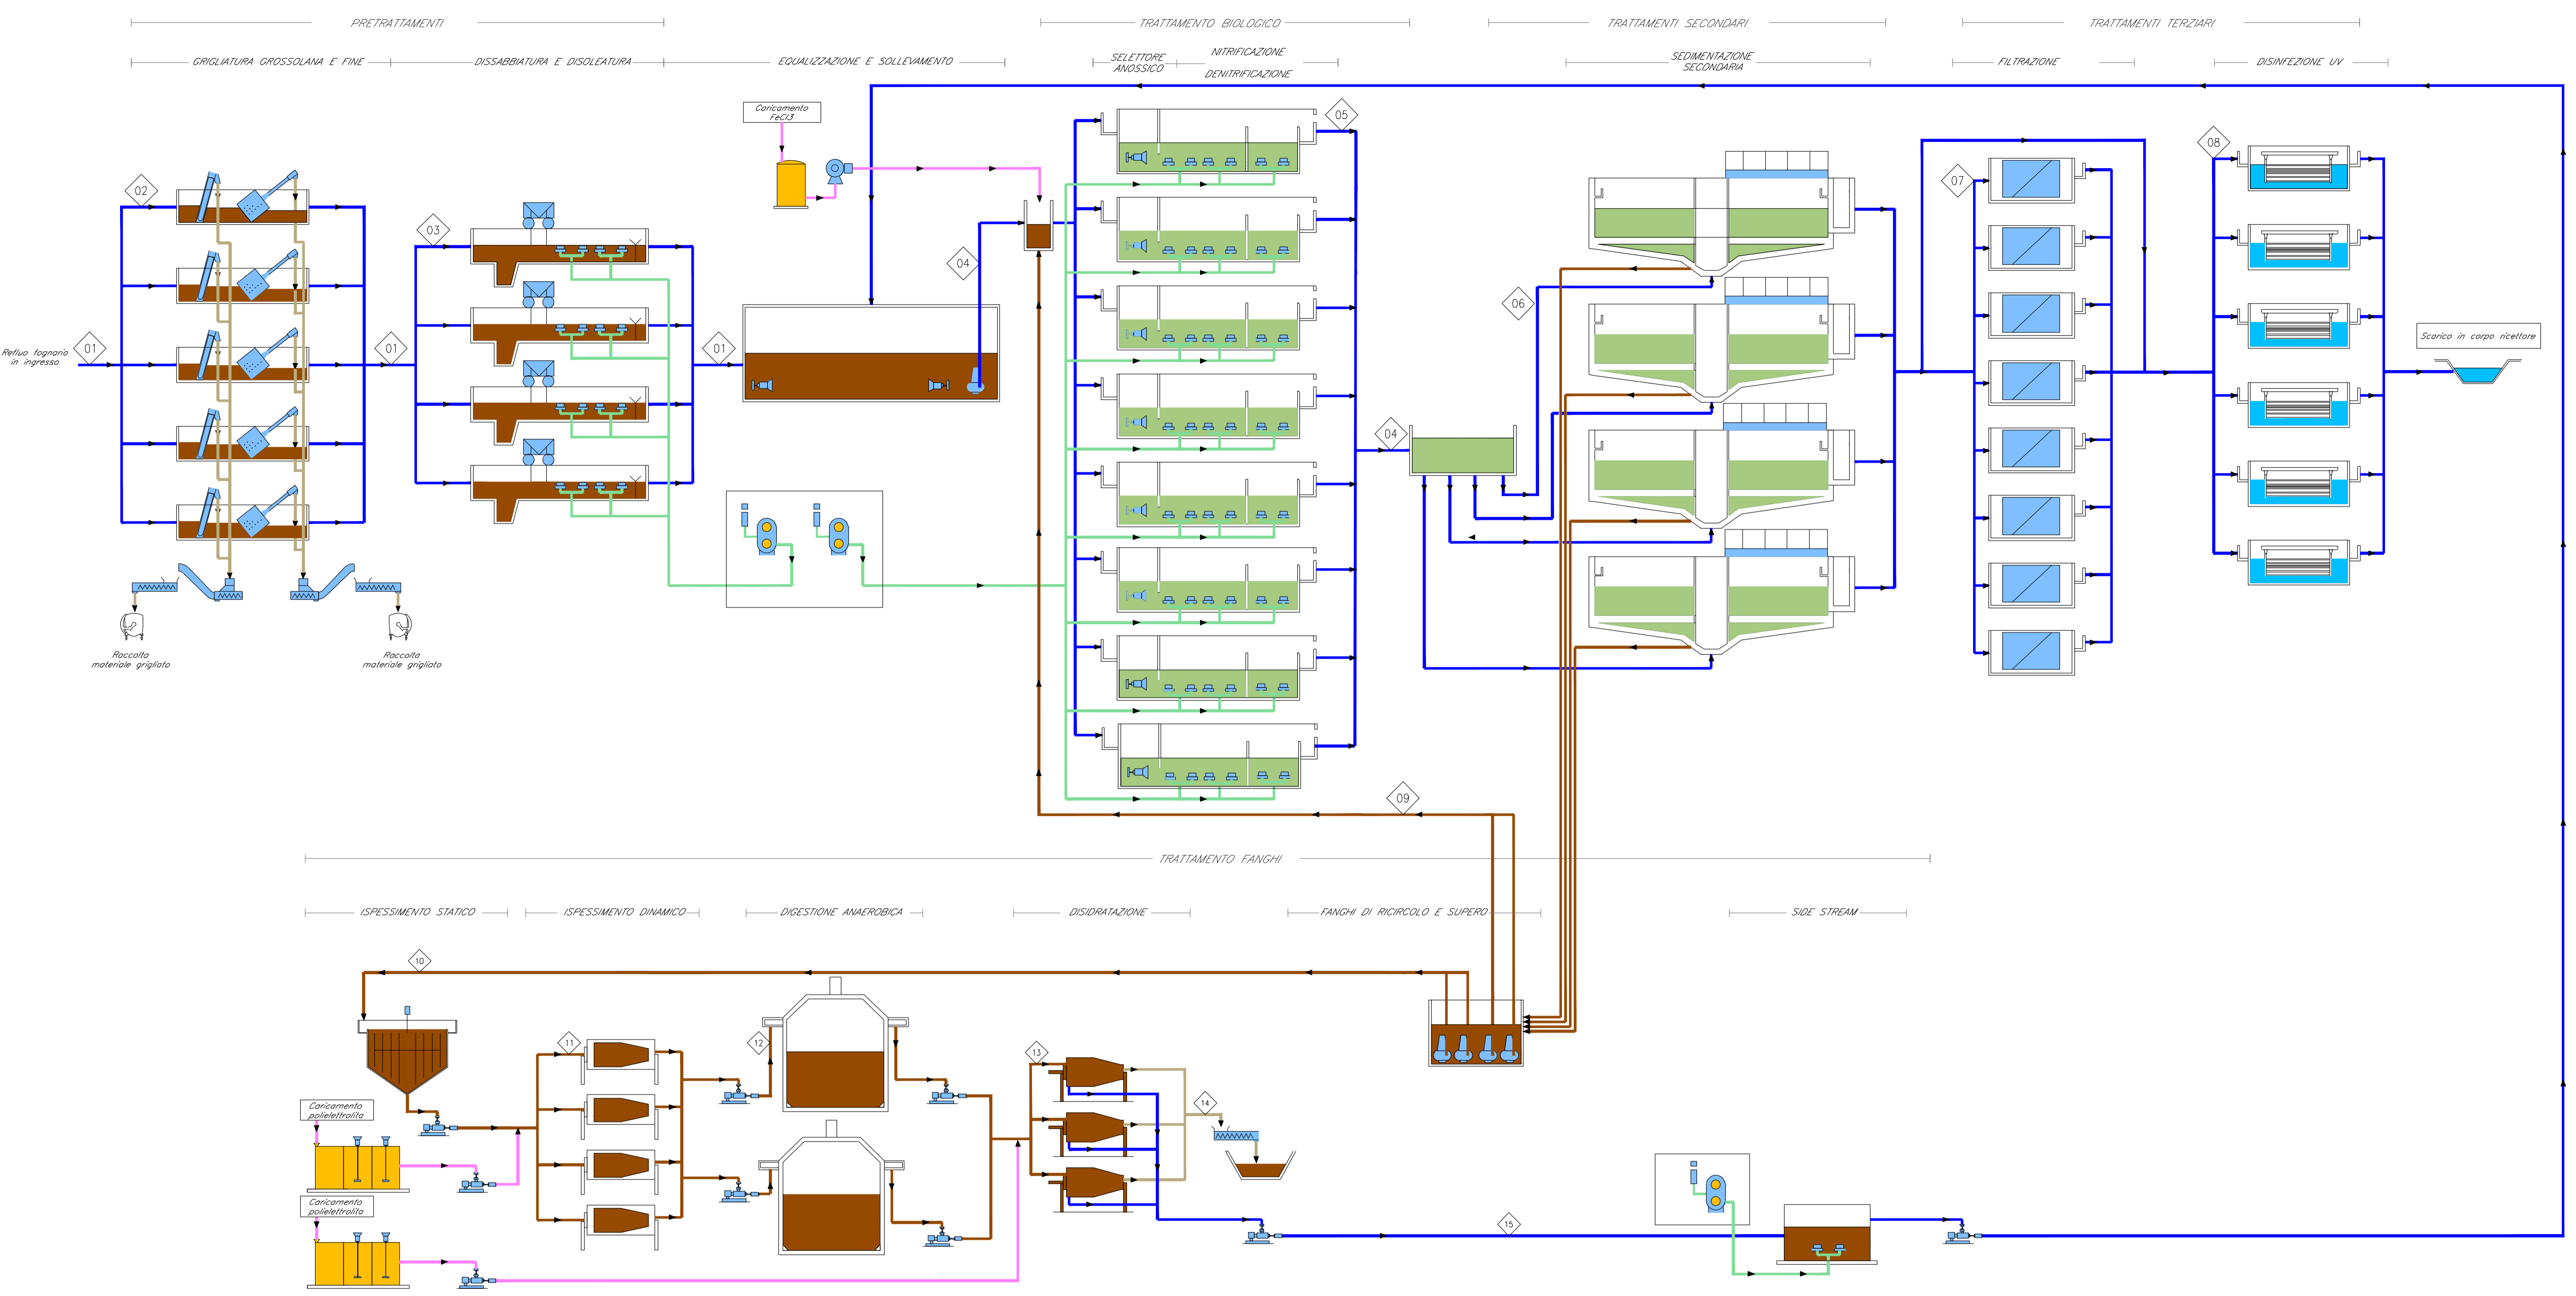 PRETRATTAMENTI
TRATTAMENTO BIOLOGICO
TRATTAMENTI SECONDARI
TRATTAMENTI TERZIARI
GRIGLIATURA GROSSOLANA E FINE
DISSABBIATURA E DISOLEATURA
EQUALIZZAZIONE E SOLLEVAMENTO
SELETTORE
ANOSSICO
NITRIFICAZIONE
DENITRIFICAZIONE
SEDIMENTAZIONE
SECONDARIA
FILTRAZIONE
DISINFEZIONE UV
Caricamento
FeCl3
05
08
02
07
03
04
06
01
01
01
Refluo fognario
in ingresso
Scarico in corpo ricettore
04
Raccolta
materiale grigliato
Raccolta
materiale grigliato
09
TRATTAMENTO FANGHI
ISPESSIMENTO STATICO
ISPESSIMENTO DINAMICO
DIGESTIONE ANAEROBICA
DISIDRATAZIONE
FANGHI DI RICIRCOLO E SUPERO
SIDE STREAM
10
11
12
13
14
Caricamento
polielettrolita
Caricamento
polielettrolita
15